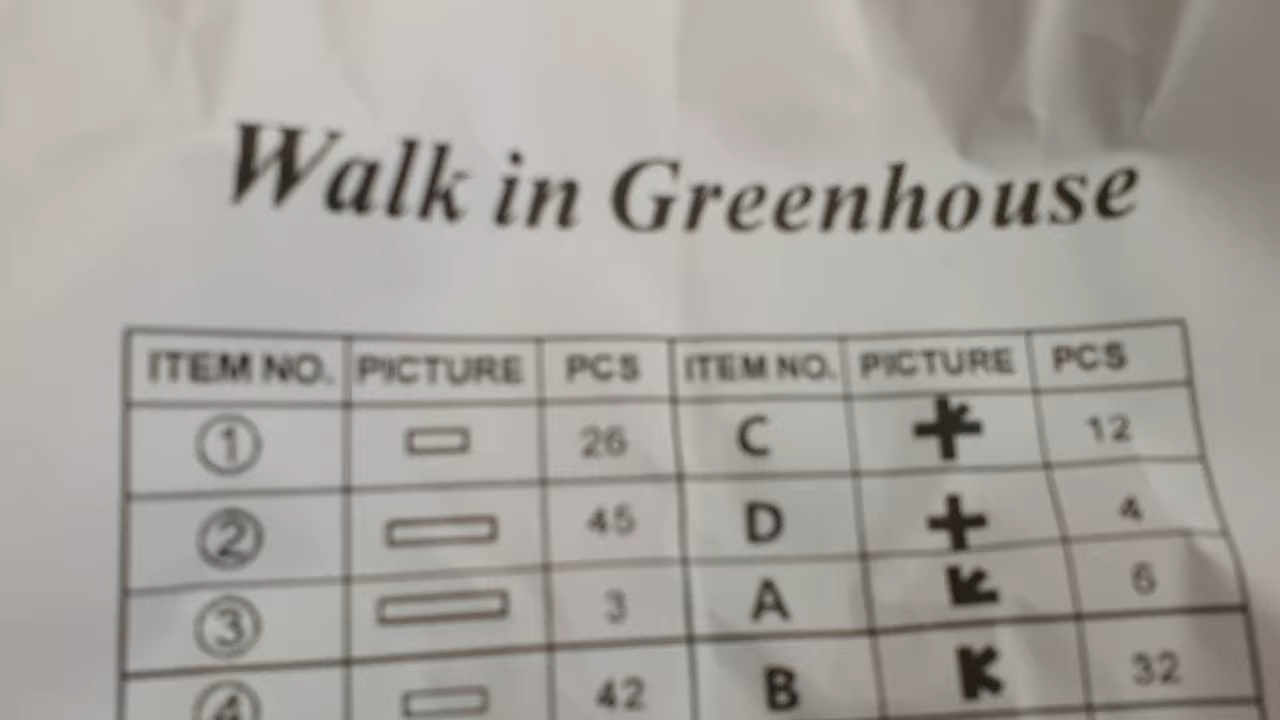 Walk in Greenhouse
ITEM NO. PICTURE PCS ITEM NO. PICTURE PCS
① 26 C 12
② 45 D 4
③ 3 A 6
④ 42 B 32